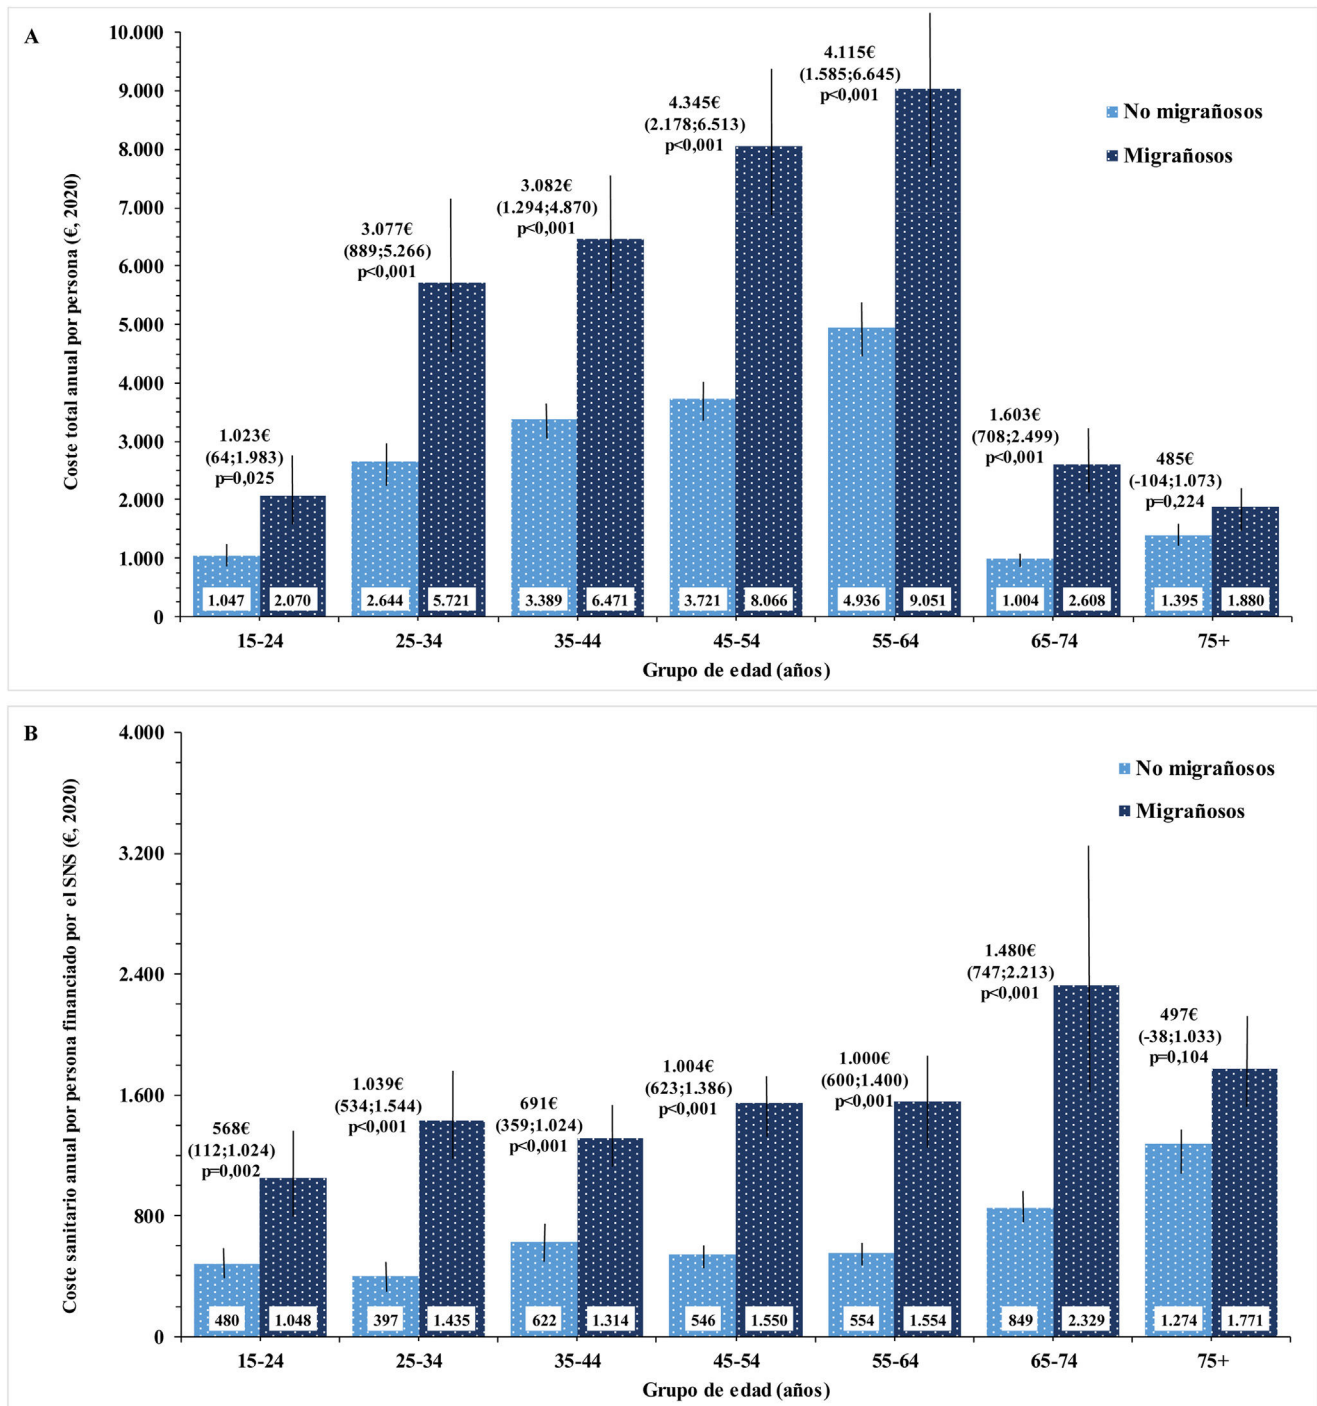 A
Coste total anual por persona (€, 2020)
10.000
9.000
8.000
7.000
6.000
5.000
4.000
3.000
2.000
1.000
0
No migrañosos
Migrañosos
1.023€
(64;1.983)
p=0,025
3.077€
(889;5.266)
p<0,001
3.082€
(1.294;4.870)
p<0,001
4.345€
(2.178;6.513)
p<0,001
4.115€
(1.585;6.645)
p<0,001
1.603€
(708;2.499)
p<0,001
485€
(-104;1.073)
p=0,224
1.047 2.070 2.644 5.721 3.389 6.471 3.721 8.066 4.936 9.051 1.004 2.608 1.395 1.880
15-24 25-34 35-44 45-54 55-64 65-74 75+
Grupo de edad (años)
B
Coste sanitario anual por persona financiado por el SNS (€, 2020)
4.000
3.200
2.400
1.600
800
0
No migrañosos
Migrañosos
568€
(112;1.024)
p=0,002
1.039€
(534;1.544)
p<0,001
691€
(359;1.024)
p<0,001
1.004€
(623;1.386)
p<0,001
1.000€
(600;1.400)
p<0,001
1.480€
(747;2.213)
p<0,001
497€
(-38;1.033)
p=0,104
480 1.048 397 1.435 622 1.314 546 1.550 554 1.554 849 2.329 1.274 1.771
15-24 25-34 35-44 45-54 55-64 65-74 75+
Grupo de edad (años)